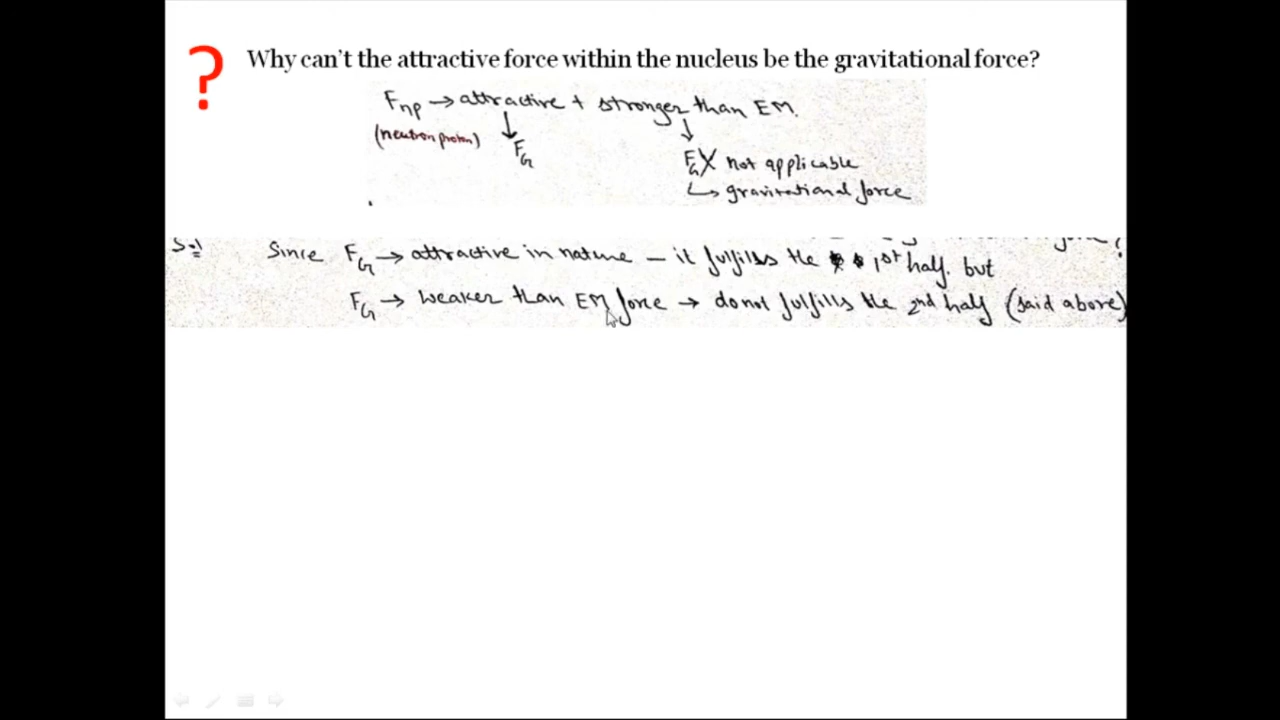 ? Why can't the attractive force within the nucleus be the gravitational force?
Fnp → attractive + stronger than EM.
(neutron proton) ↓ FG ↓ FG X not applicable
↳ gravitational force
Sol Since FG → attractive in nature – it fulfills the 1st half. but
FG → weaker than EM force → do not fulfills the 2nd half (said above)